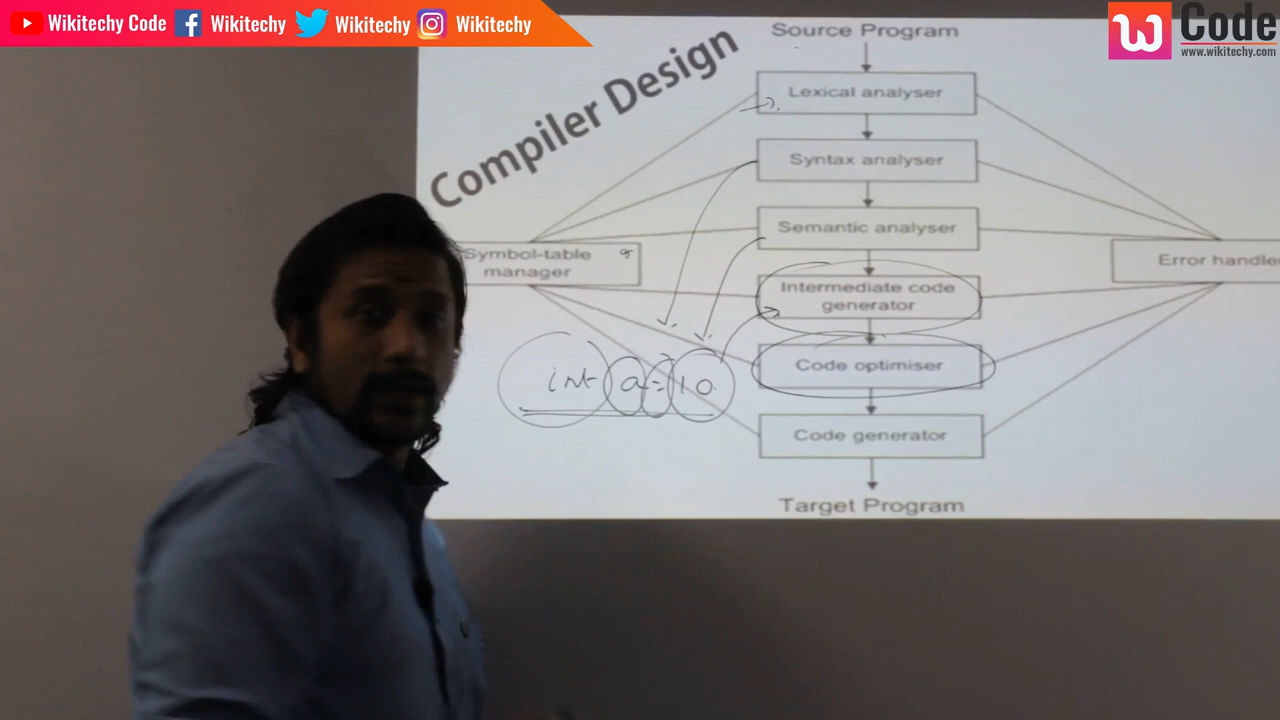 Wikitechy Code Wikitechy Wikitechy Wikitechy
Code
www.wikitechy.com
Compiler Design
Source Program
Lexical analyser
Syntax analyser
Semantic analyser
Symbol-table
manager
Error handle
Intermediate code
generator
Code optimiser
int a = 10
Code generator
Target Program